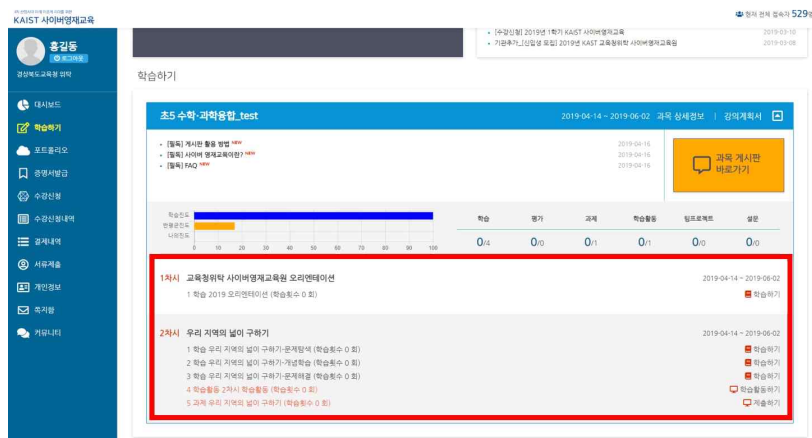 KAIST 사이버영재교육
현재 전체 접속자 529명
홍길동
로그아웃
경상북도교육청 위탁
대시보드
학습하기
포트폴리오
증명서발급
수강신청
수강신청내역
결제내역
서류제출
개인정보
쪽지함
커뮤니티
[수강신청] 2019년 1학기 KAIST 사이버영재교육 2019-03-10
기관추가_[신입생 모집] 2019년 KAIST 교육청위탁 사이버영재교육원 2019-03-08
학습하기
초5 수학·과학융합_test 2019-04-14 ~ 2019-06-02 과목 상세정보 | 강의계획서
[필독] 게시판 활용 방법 NEW 2019-04-16
[필독] 사이버 영재교육이란? NEW 2019-04-16
[필독] FAQ NEW 2019-04-16
과목 게시판
바로가기
학습진도
반평균진도
나의진도
0 10 20 30 40 50 60 70 80 90 100
학습 평가 과제 학습활동 팀프로젝트 설문
0/4 0/0 0/1 0/1 0/0 0/0
1차시 교육청위탁 사이버영재교육원 오리엔테이션 2019-04-14 ~ 2019-06-02
1 학습 2019 오리엔테이션 (학습횟수 0 회) 학습하기
2차시 우리 지역의 넓이 구하기 2019-04-14 ~ 2019-06-02
1 학습 우리 지역의 넓이 구하기-문제탐색 (학습횟수 0 회) 학습하기
2 학습 우리 지역의 넓이 구하기-개념학습 (학습횟수 0 회) 학습하기
3 학습 우리 지역의 넓이 구하기-문제해결 (학습횟수 0 회) 학습하기
4 학습활동 2차시 학습활동 (학습횟수 0 회) 학습활동하기
5 과제 우리 지역의 넓이 구하기 (학습횟수 0 회) 제출하기